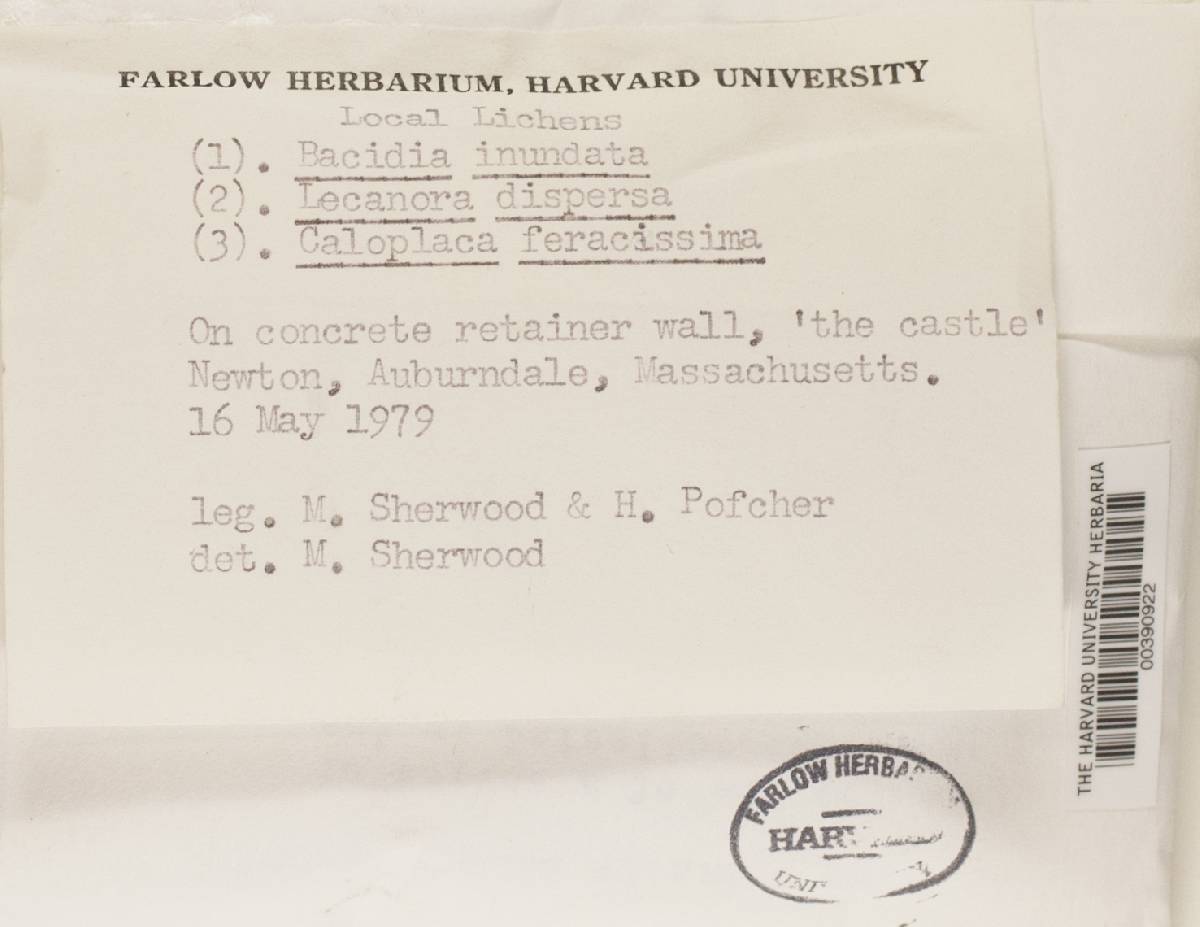 FARLOW HERBARIUM, HARVARD UNIVERSITY
Local Lichens
(1). Bacidia inundata
(2). Lecanora dispersa
(3). Caloplaca feracissima
On concrete retainer wall, 'the castle'
Newton, Auburndale, Massachusetts.
16 May 1979
leg. M. Sherwood & H. Pofcher
det. M. Sherwood
THE HARVARD UNIVERSITY HERBARIA
00390922
FARLOW